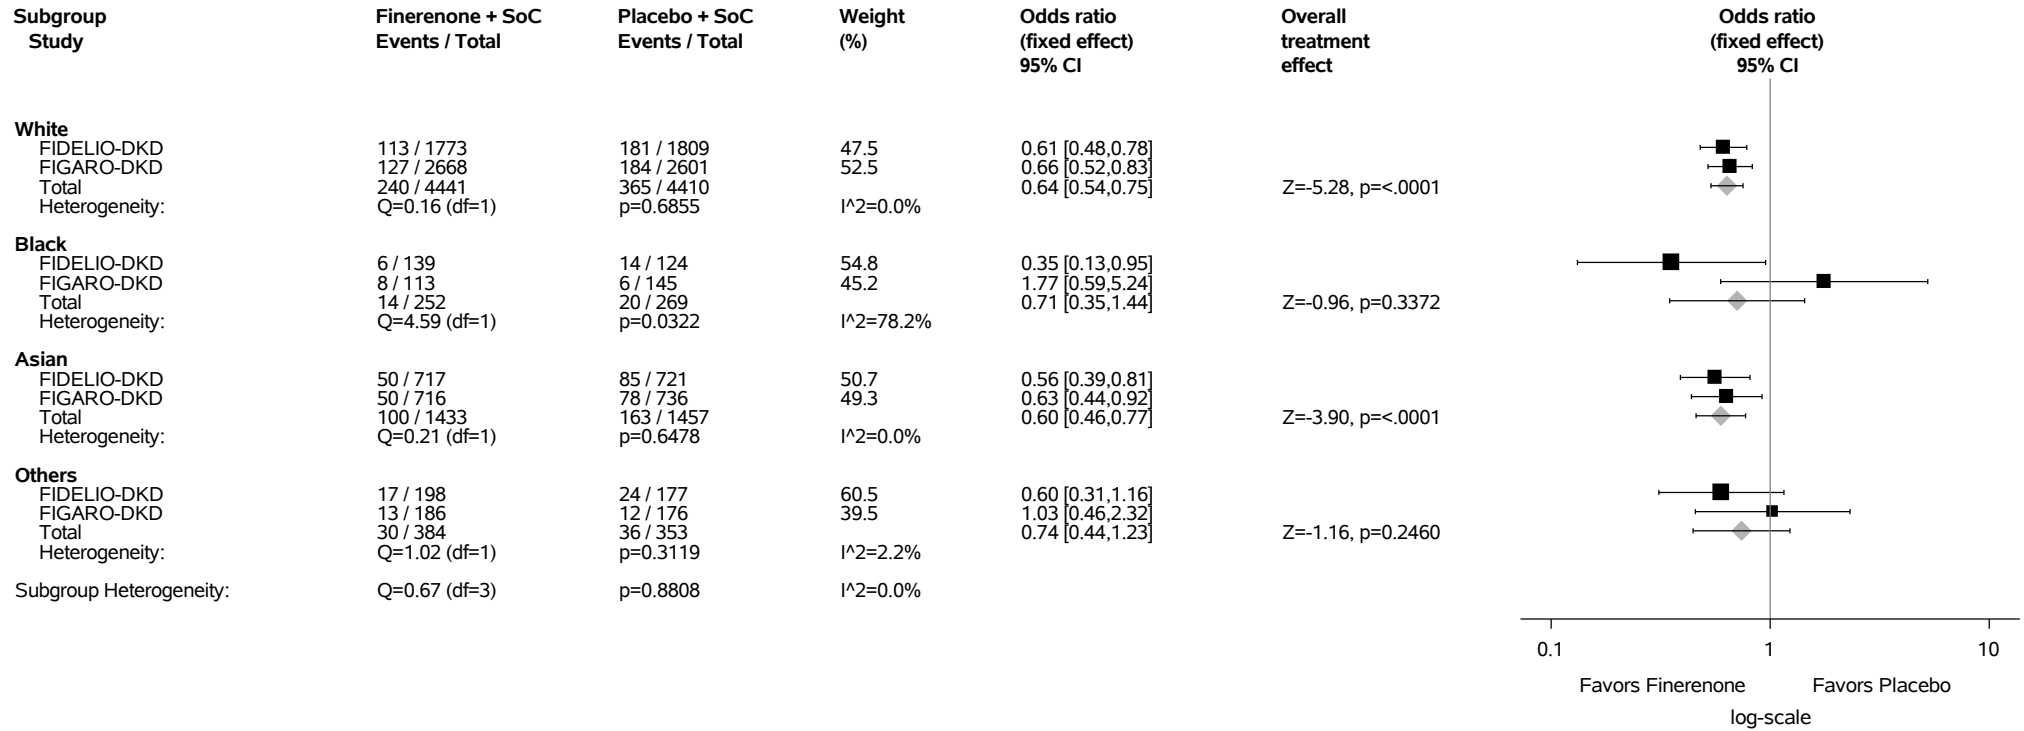 Subgroup Finerenone + SoC Placebo + SoC Weight Odds ratio Overall Odds ratio
Study Events / Total Events / Total (%) (fixed effect) treatment (fixed effect)
95% CI effect 95% CI
White
FIDELIO-DKD 113 / 1773 181 / 1809 47.5 0.61 [0.48,0.78]
FIGARO-DKD 127 / 2668 184 / 2601 52.5 0.66 [0.52,0.83]
Total 240 / 4441 365 / 4410 0.64 [0.54,0.75] Z=-5.28, p=<.0001
Heterogeneity: Q=0.16 (df=1) p=0.6855 I^2=0.0%
Black
FIDELIO-DKD 6 / 139 14 / 124 54.8 0.35 [0.13,0.95]
FIGARO-DKD 8 / 113 6 / 145 45.2 1.77 [0.59,5.24]
Total 14 / 252 20 / 269 0.71 [0.35,1.44] Z=-0.96, p=0.3372
Heterogeneity: Q=4.59 (df=1) p=0.0322 I^2=78.2%
Asian
FIDELIO-DKD 50 / 717 85 / 721 50.7 0.56 [0.39,0.81]
FIGARO-DKD 50 / 716 78 / 736 49.3 0.63 [0.44,0.92]
Total 100 / 1433 163 / 1457 0.60 [0.46,0.77] Z=-3.90, p=<.0001
Heterogeneity: Q=0.21 (df=1) p=0.6478 I^2=0.0%
Others
FIDELIO-DKD 17 / 198 24 / 177 60.5 0.60 [0.31,1.16]
FIGARO-DKD 13 / 186 12 / 176 39.5 1.03 [0.46,2.32]
Total 30 / 384 36 / 353 0.74 [0.44,1.23] Z=-1.16, p=0.2460
Heterogeneity: Q=1.02 (df=1) p=0.3119 I^2=2.2%
Subgroup Heterogeneity: Q=0.67 (df=3) p=0.8808 I^2=0.0%
0.1 1 10
Favors Finerenone Favors Placebo
log-scale